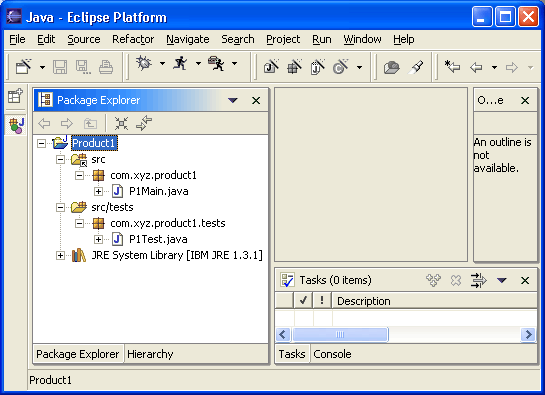 Java - Eclipse Platform
File Edit Source Refactor Navigate Search Project Run Window Help
Package Explorer
Product1
src
com.xyz.product1
P1Main.java
src/tests
com.xyz.product1.tests
P1Test.java
JRE System Library [IBM JRE 1.3.1]
Package Explorer Hierarchy
O...e
An outline is
not
available.
Tasks (0 items)
! Description
Tasks Console
Product1